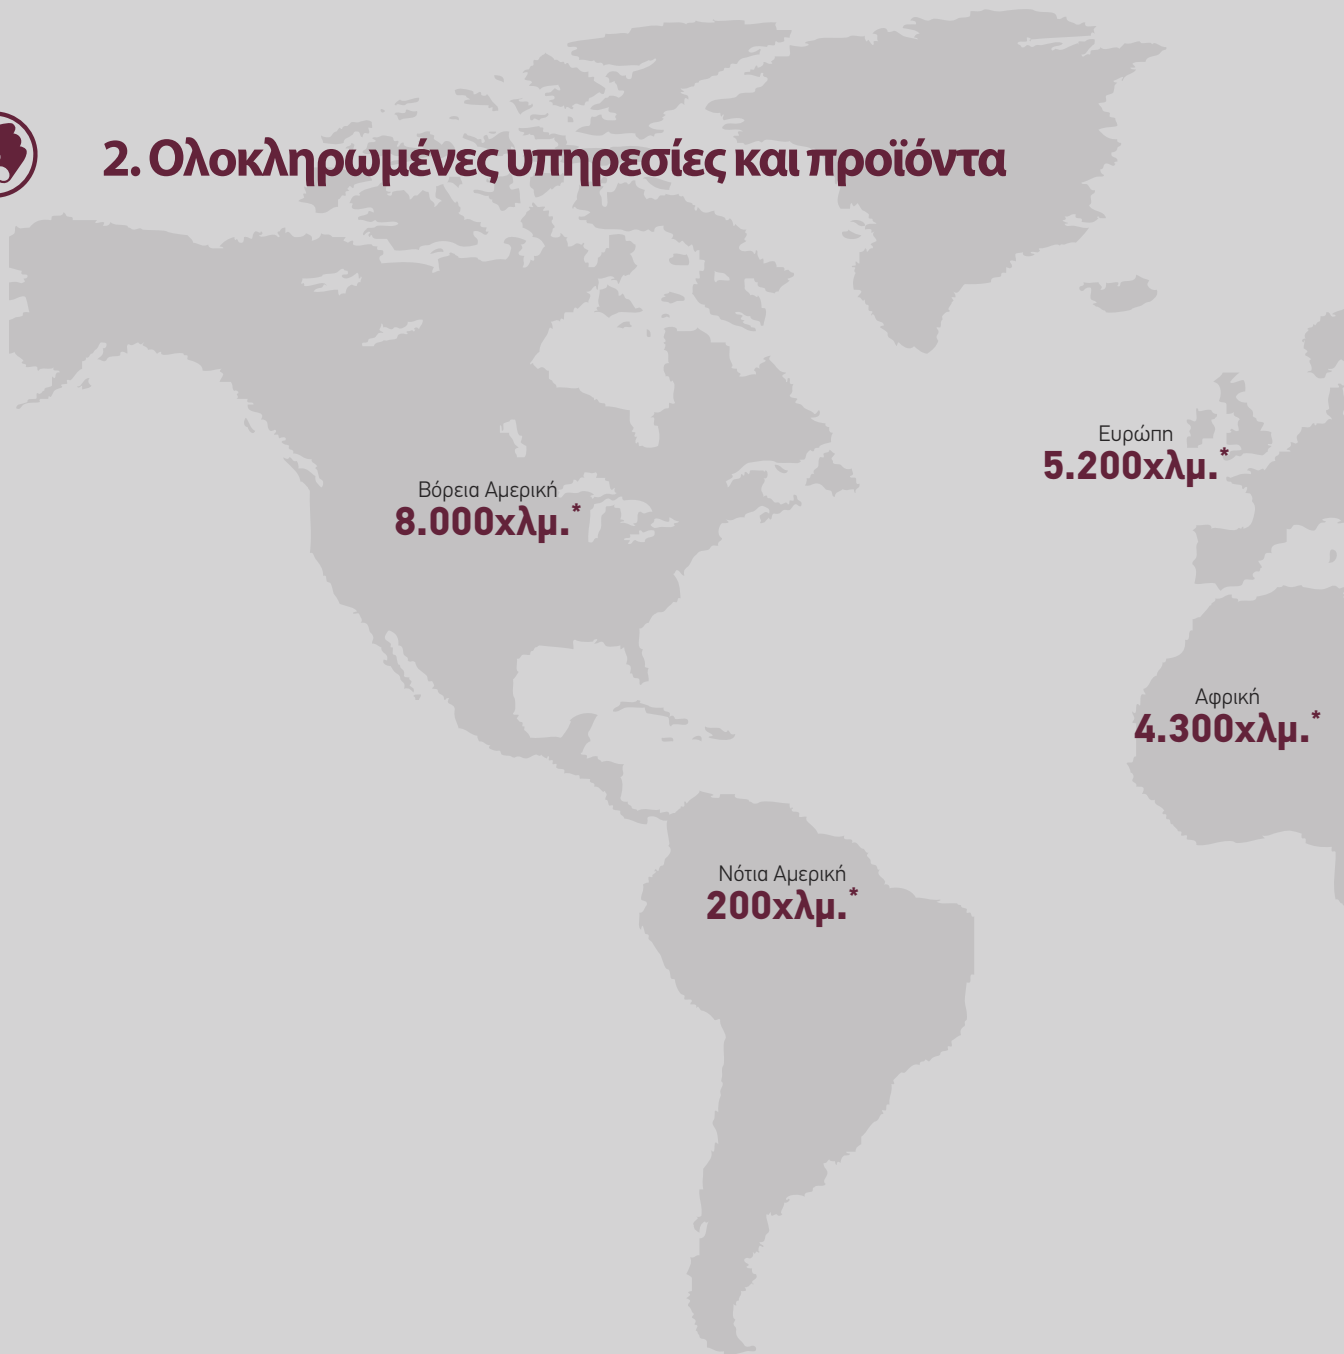 2. Ολοκληρωμένες υπηρεσίες και προϊόντα
Ευρώπη
5.200χλμ.*
Βόρεια Αμερική
8.000χλμ.*
Αφρική
4.300χλμ.*
Νότια Αμερική
200χλμ.*